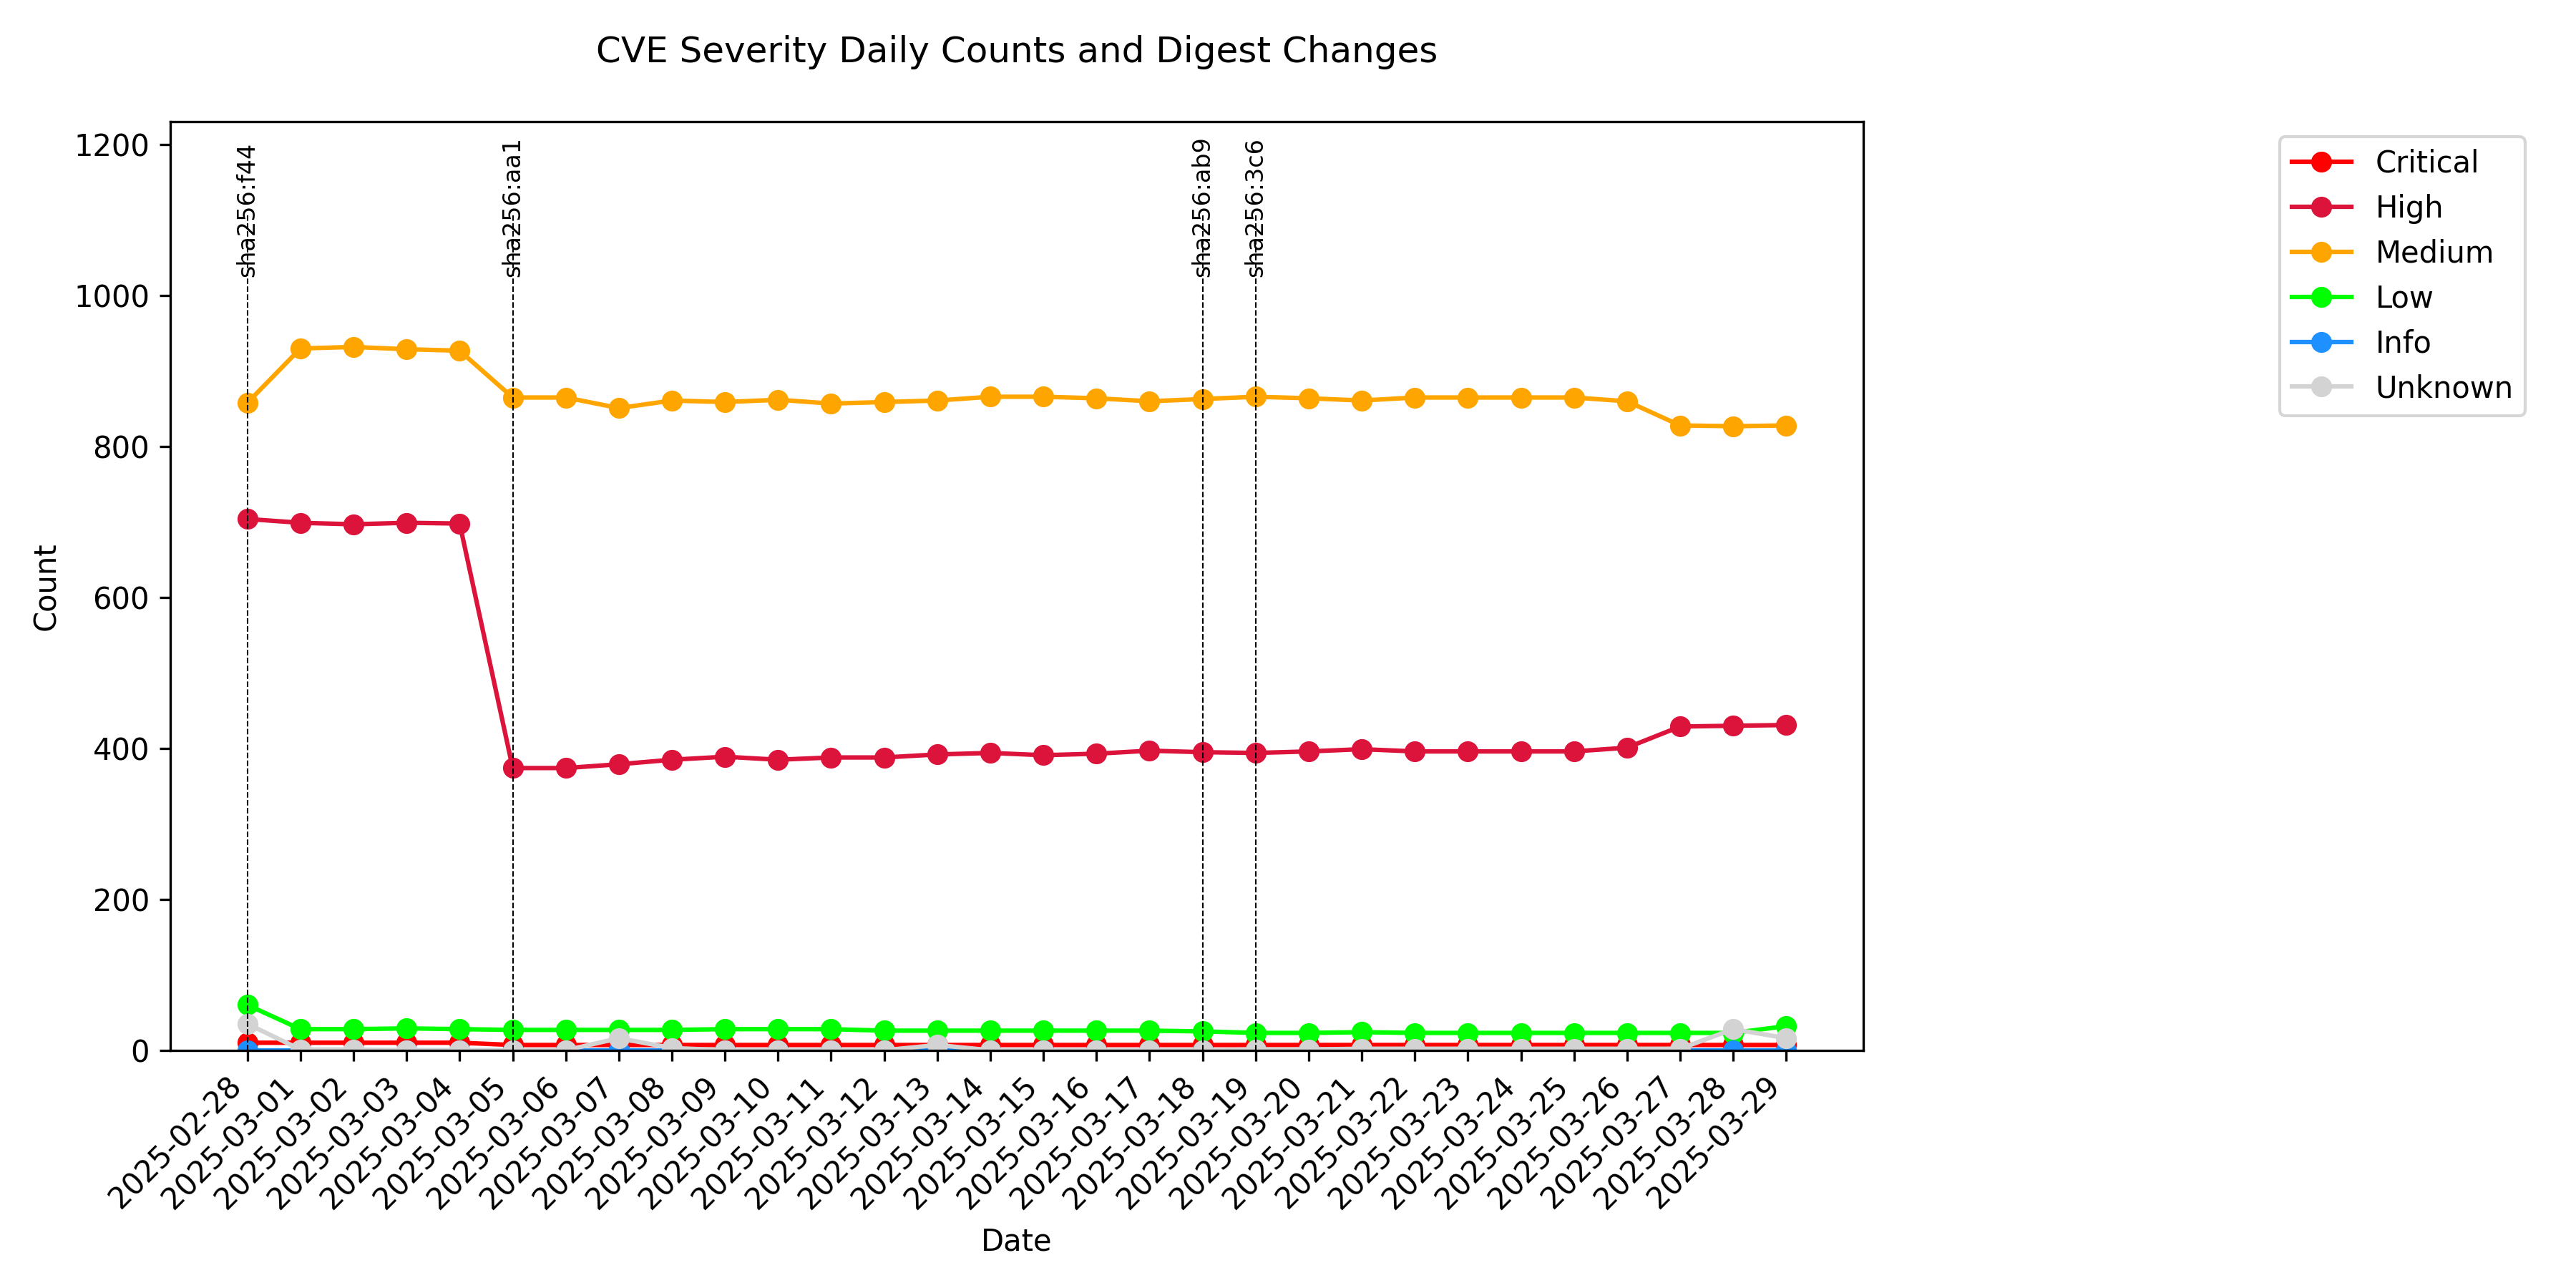 CVE Severity Daily Counts and Digest Changes
1200
1000
800
600
400
200
0
Count
sha256:f44
sha256:aa1
sha256:ab9
sha256:3c6
Critical
High
Medium
Low
Info
Unknown
2025-02-28
2025-03-01
2025-03-02
2025-03-03
2025-03-04
2025-03-05
2025-03-06
2025-03-07
2025-03-08
2025-03-09
2025-03-10
2025-03-11
2025-03-12
2025-03-13
2025-03-14
2025-03-15
2025-03-16
2025-03-17
2025-03-18
2025-03-19
2025-03-20
2025-03-21
2025-03-22
2025-03-23
2025-03-24
2025-03-25
2025-03-26
2025-03-27
2025-03-28
2025-03-29
Date